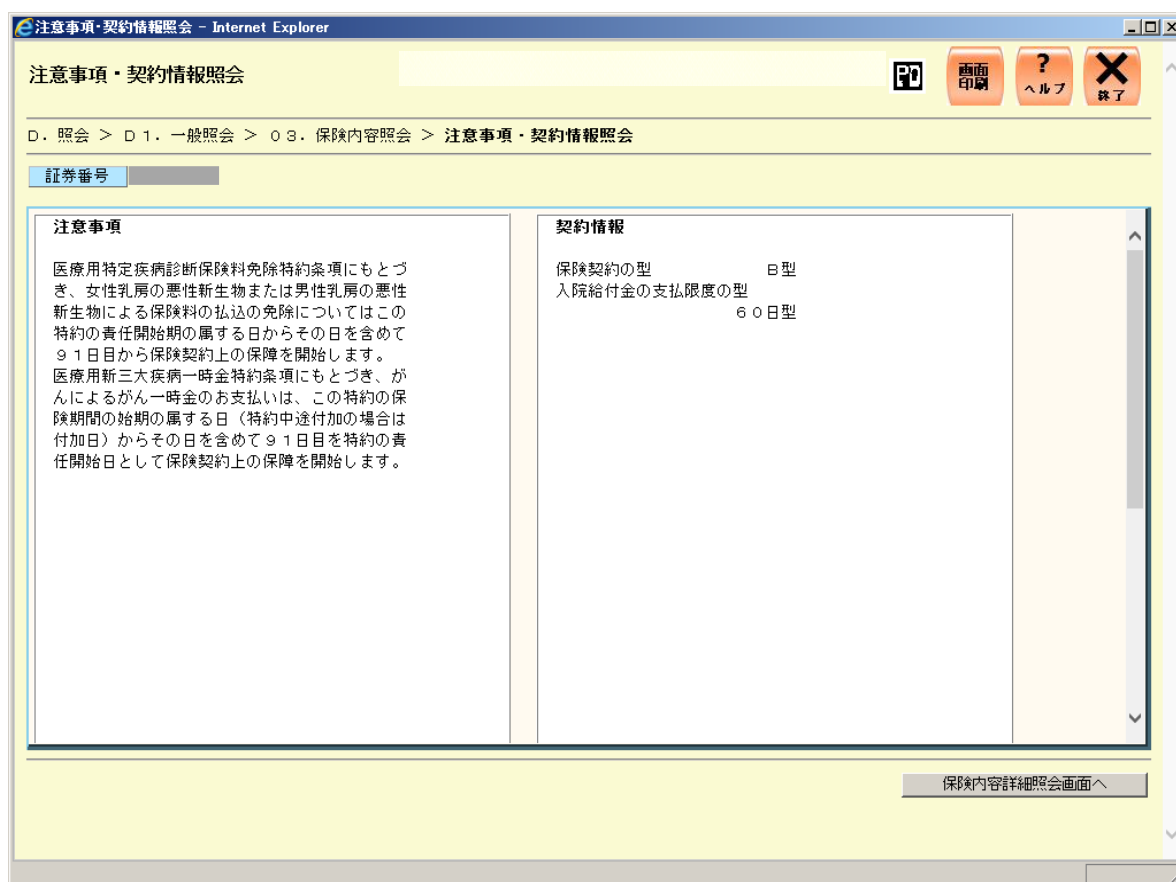 注意事項・契約情報照会 - Internet Explorer
注意事項・契約情報照会
画面
印刷
?
ヘルプ
終了
D.照会 > D1.一般照会 > 03.保険内容照会 > 注意事項・契約情報照会
証券番号
注意事項
医療用特定疾病診断保険料免除特約条項にもとづ
き、女性乳房の悪性新生物または男性乳房の悪性
新生物による保険料の払込の免除についてはこの
特約の責任開始期の属する日からその日を含めて
91日目から保険契約上の保障を開始します。
医療用新三大疾病一時金特約条項にもとづき、が
んによるがん一時金のお支払いは、この特約の保
険期間の始期の属する日(特約中途付加の場合は
付加日)からその日を含めて91日目を特約の責
任開始日として保険契約上の保障を開始します。
契約情報
保険契約の型 B型
入院給付金の支払限度の型
60日型
保険内容詳細照会画面へ